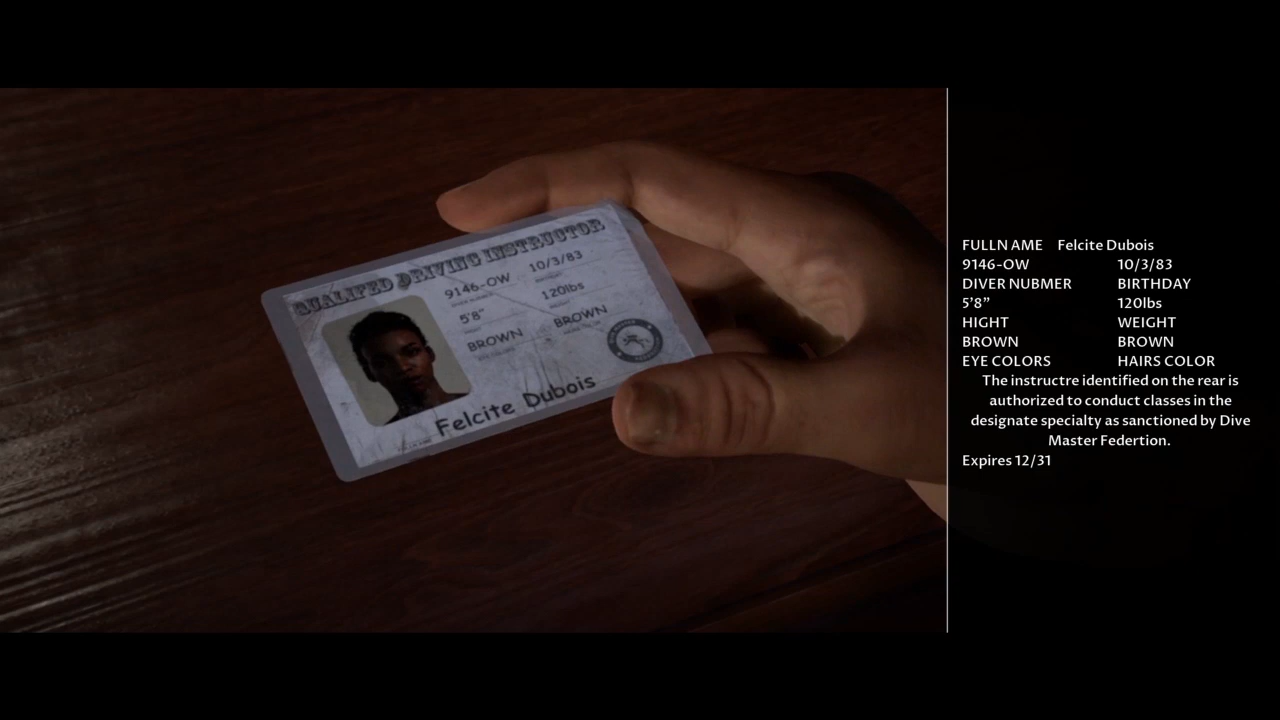 QUALIFED DRIVING INSTRUCTOR
9146-OW 10/3/83
5'8" 120lbs
BROWN BROWN
Felcite Dubois
FULLN AME Felcite Dubois
9146-OW 10/3/83
DIVER NUBMER BIRTHDAY
5'8” 120lbs
HIGHT WEIGHT
BROWN BROWN
EYE COLORS HAIRS COLOR
The instructre identified on the rear is
authorized to conduct classes in the
designate specialty as sanctioned by Dive
Master Federtion.
Expires 12/31